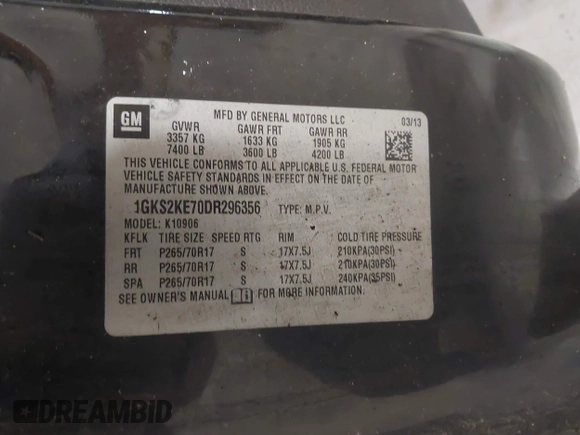 GM
MFD BY GENERAL MOTORS LLC 03/13
GVWR GAWR FRT GAWR RR
3357 KG 1633 KG 1905 KG
7400 LB 3600 LB 4200 LB
THIS VEHICLE CONFORMS TO ALL APPLICABLE U.S. FEDERAL MOTOR
VEHICLE SAFETY STANDARDS IN EFFECT ON THE DATE OF
MANUFACTURE SHOWN ABOVE.
1GKS2KE70DR296356 TYPE: M.P.V.
MODEL: K10906
KFLK TIRE SIZE SPEED RTG RIM COLD TIRE PRESSURE
FRT P265/70R17 S 17X7.5J 210KPA(30PSI)
RR P265/70R17 S 17X7.5J 210KPA(30PSI)
SPA P265/70R17 S 17X7.5J 240KPA(35PSI)
SEE OWNER'S MANUAL FOR MORE INFORMATION.
DREAMBID